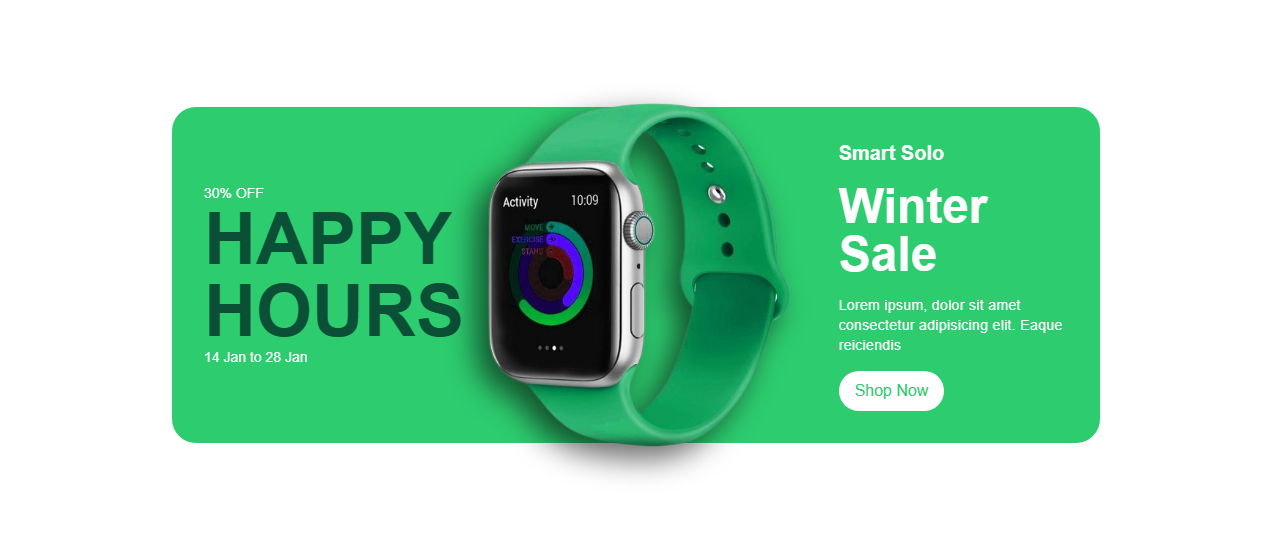 30% OFF
HAPPY
HOURS
14 Jan to 28 Jan
Activity 10:09
MOVE
EXERCISE
STAND
Smart Solo
Winter
Sale
Lorem ipsum, dolor sit amet
consectetur adipisicing elit. Eaque
reiciendis
Shop Now